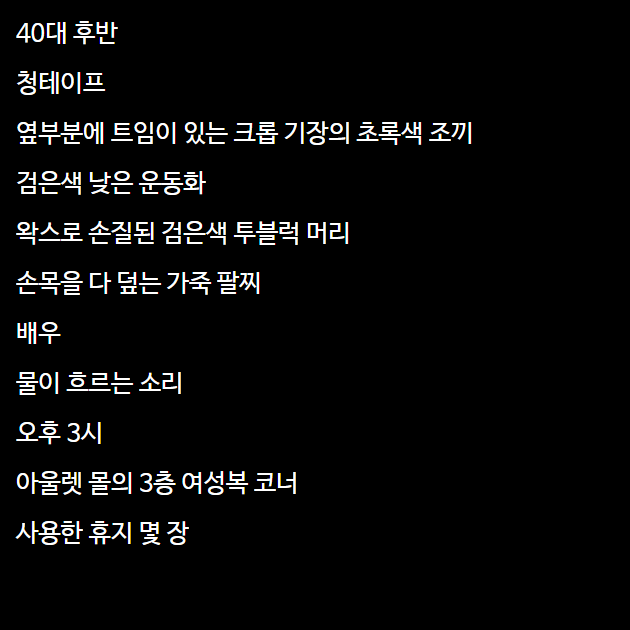 40대 후반
청테이프
옆부분에 트임이 있는 크롭 기장의 초록색 조끼
검은색 낮은 운동화
왁스로 손질된 검은색 투블럭 머리
손목을 다 덮는 가죽 팔찌
배우
물이 흐르는 소리
오후 3시
아울렛 몰의 3층 여성복 코너
사용한 휴지 몇 장